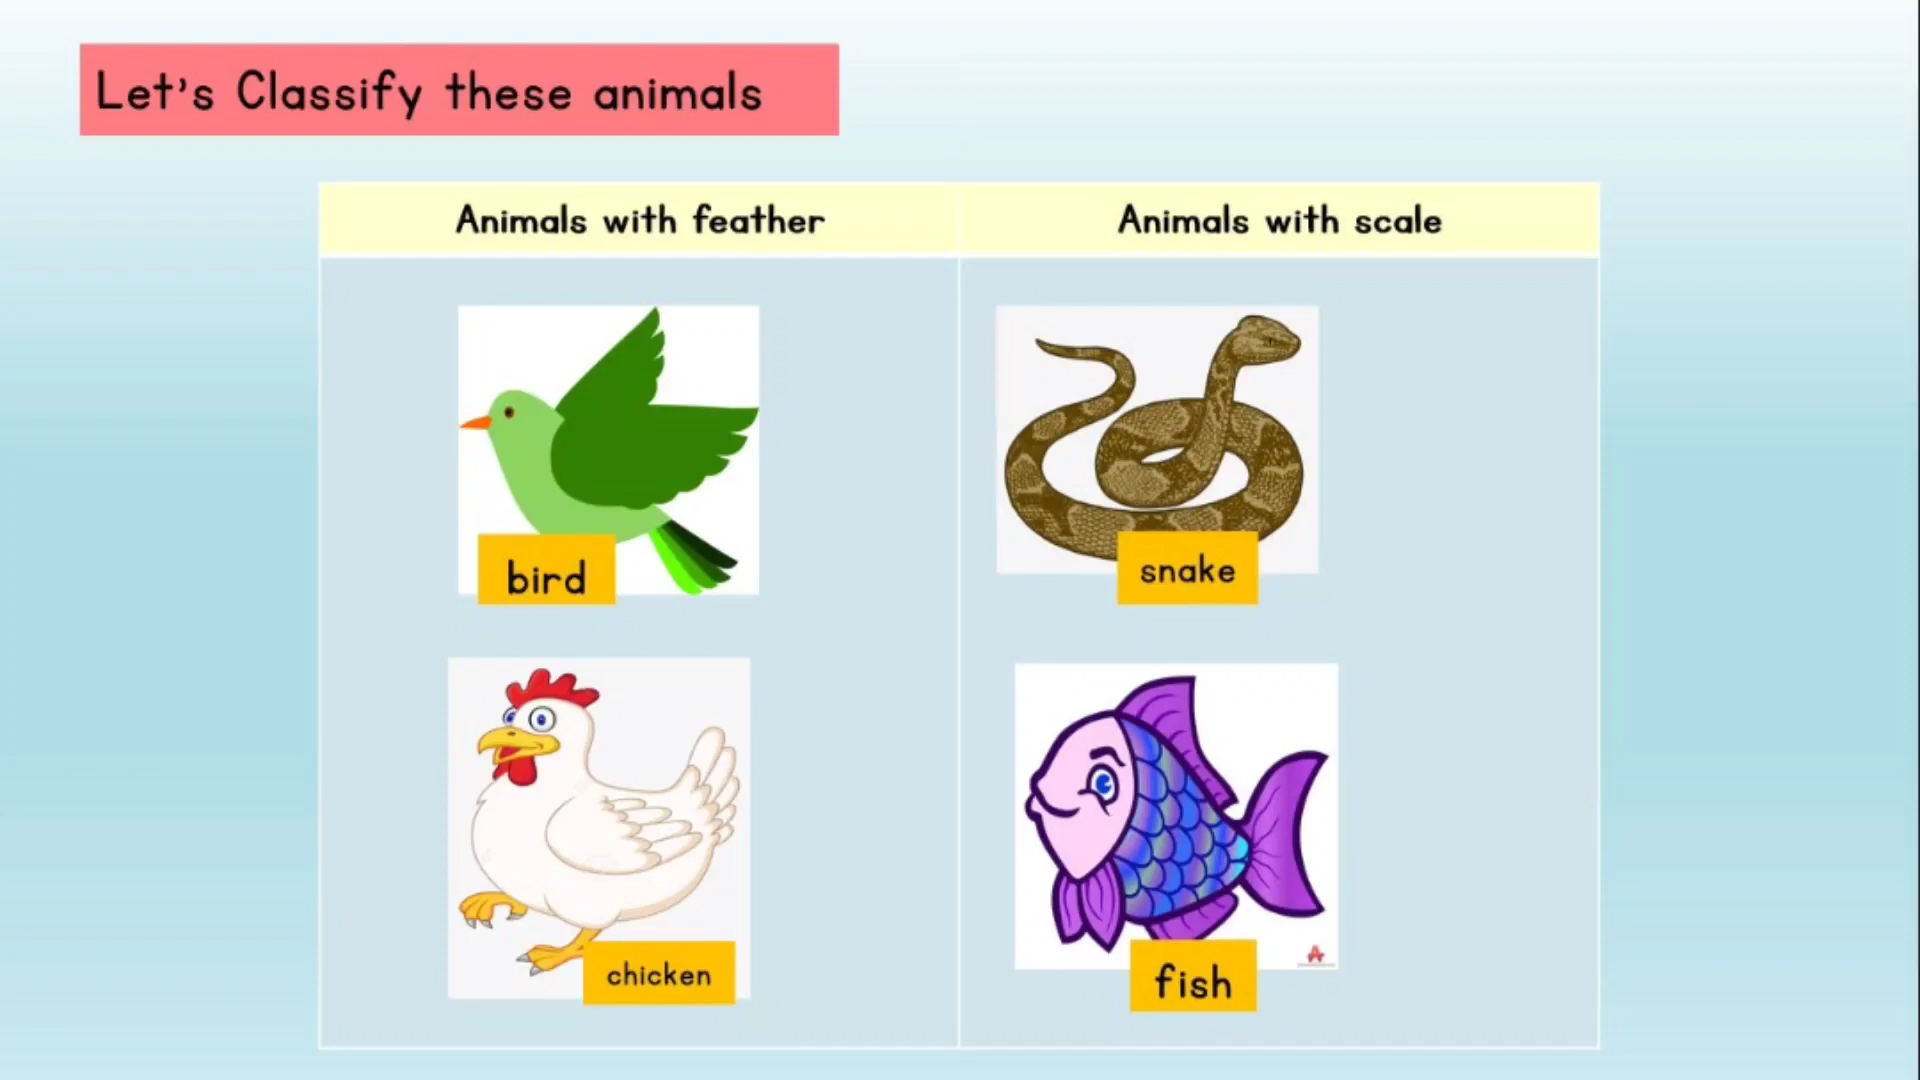 Let's Classify these animals
Animals with feather
Animals with scale
bird
snake
chicken
fish